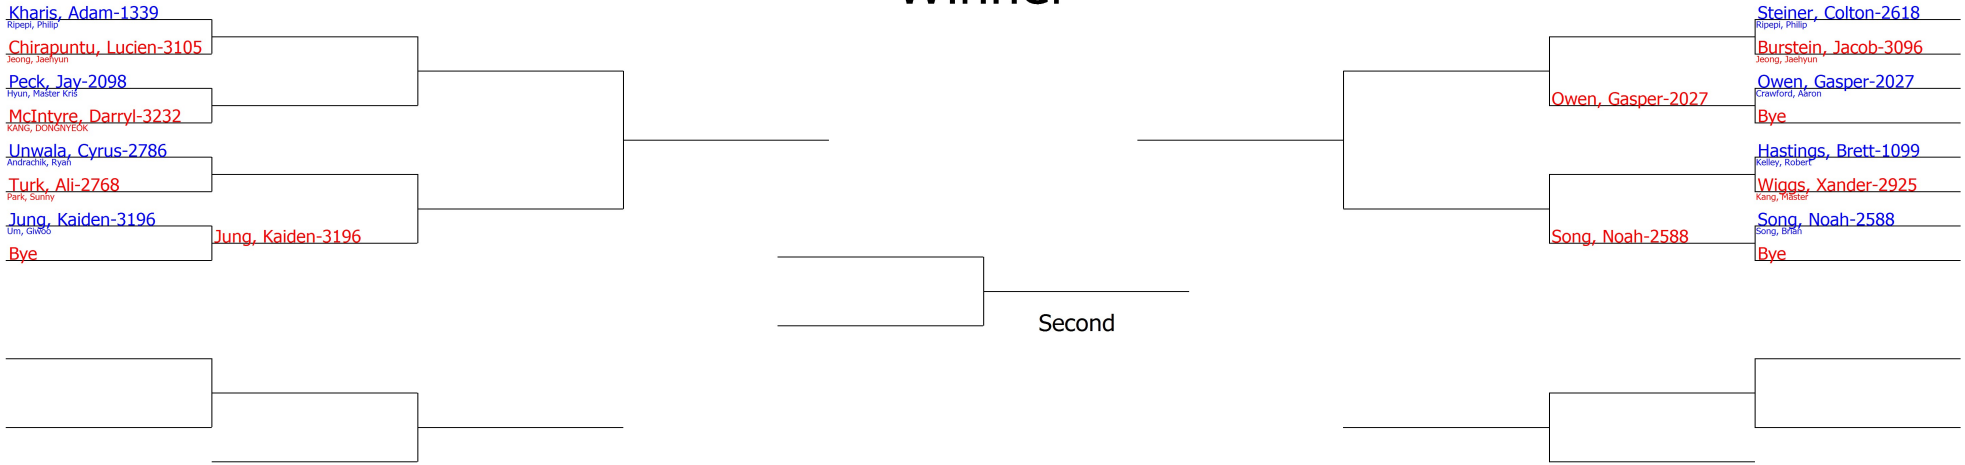 Winner
Kharis, Adam-1339
Ripepi, Philip
Chirapuntu, Lucien-3105
Jeong, Jaehyun
Peck, Jay-2098
Hyun, Master Kris
McIntyre, Darryl-3232
KANG, DONGNYEOK
Unwala, Cyrus-2786
Andrachik, Ryan
Turk, Ali-2768
Park, Sunny
Jung, Kaiden-3196
Um, Giwoo
Jung, Kaiden-3196
Bye
Steiner, Colton-2618
Ripepi, Philip
Burstein, Jacob-3096
Jeong, Jaehyun
Owen, Gasper-2027
Crawford, Aaron
Owen, Gasper-2027
Bye
Hastings, Brett-1099
Kelley, Robert
Wiggs, Xander-2925
Kang, Master
Song, Noah-2588
Song, Brian
Song, Noah-2588
Bye
Second